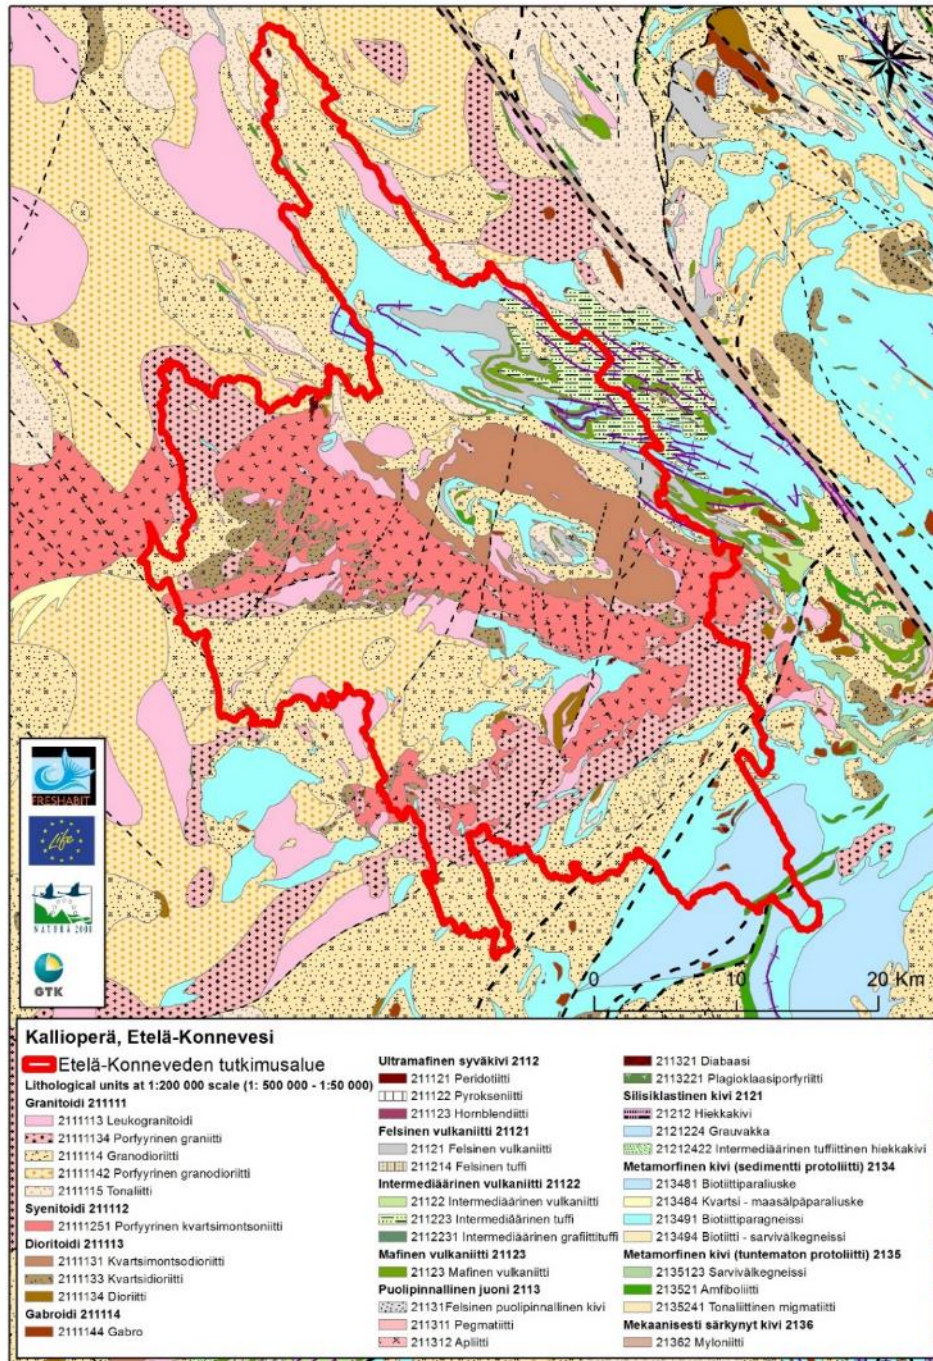 FRESHABIT
Life
NATURA 2000
GTK
0 10 20 Km
Kallioperä, Etelä-Konnevesi
Etelä-Konneveden tutkimusalue
Lithological units at 1:200 000 scale (1: 500 000 - 1:50 000)
Granitoidi 211111
2111113 Leukogranitoidi
21111134 Porfyyrinen graniitti
2111114 Granodioriitti
21111142 Porfyyrinen granodioriitti
2111115 Tonaliitti
Syenitoidi 211112
21111251 Porfyyrinen kvartsimontsoniitti
Dioritoidi 211113
2111131 Kvartsimontsodioriitti
2111133 Kvartsidioriitti
2111134 Dioriitti
Gabroidi 211114
2111144 Gabro
Ultramafinen syväkivi 2112
211121 Peridotiitti
211122 Pyrokseniitti
211123 Hornblendiitti
Felsinen vulkaniitti 21121
21121 Felsinen vulkaniitti
211214 Felsinen tuffi
Intermediäärinen vulkaniitti 21122
21122 Intermediäärinen vulkaniitti
211223 Intermediäärinen tuffi
2112231 Intermediäärinen grafiittituffi
Mafinen vulkaniitti 21123
21123 Mafinen vulkaniitti
Puolipinnallinen juoni 2113
21131Felsinen puolipinnallinen kivi
211311 Pegmatiitti
211312 Apliitti
211321 Diabaasi
2113221 Plagioklaasiporfyriitti
Silisiklastinen kivi 2121
21212 Hiekkakivi
2121224 Grauvakka
21212422 Intermediäärinen tuffiittinen hiekkakivi
Metamorfinen kivi (sedimentti protoliitti) 2134
213481 Biotiittiparaliuske
213484 Kvartsi - maasälpäparaliuske
213491 Biotiittiparagneissi
213494 Biotiitti - sarvivälkegneissi
Metamorfinen kivi (tuntematon protoliitti) 2135
2135123 Sarvivälkegneissi
213521 Amfiboliitti
2135241 Tonaliittinen migmatiitti
Mekaanisesti särkynyt kivi 2136
21362 Myloniitti